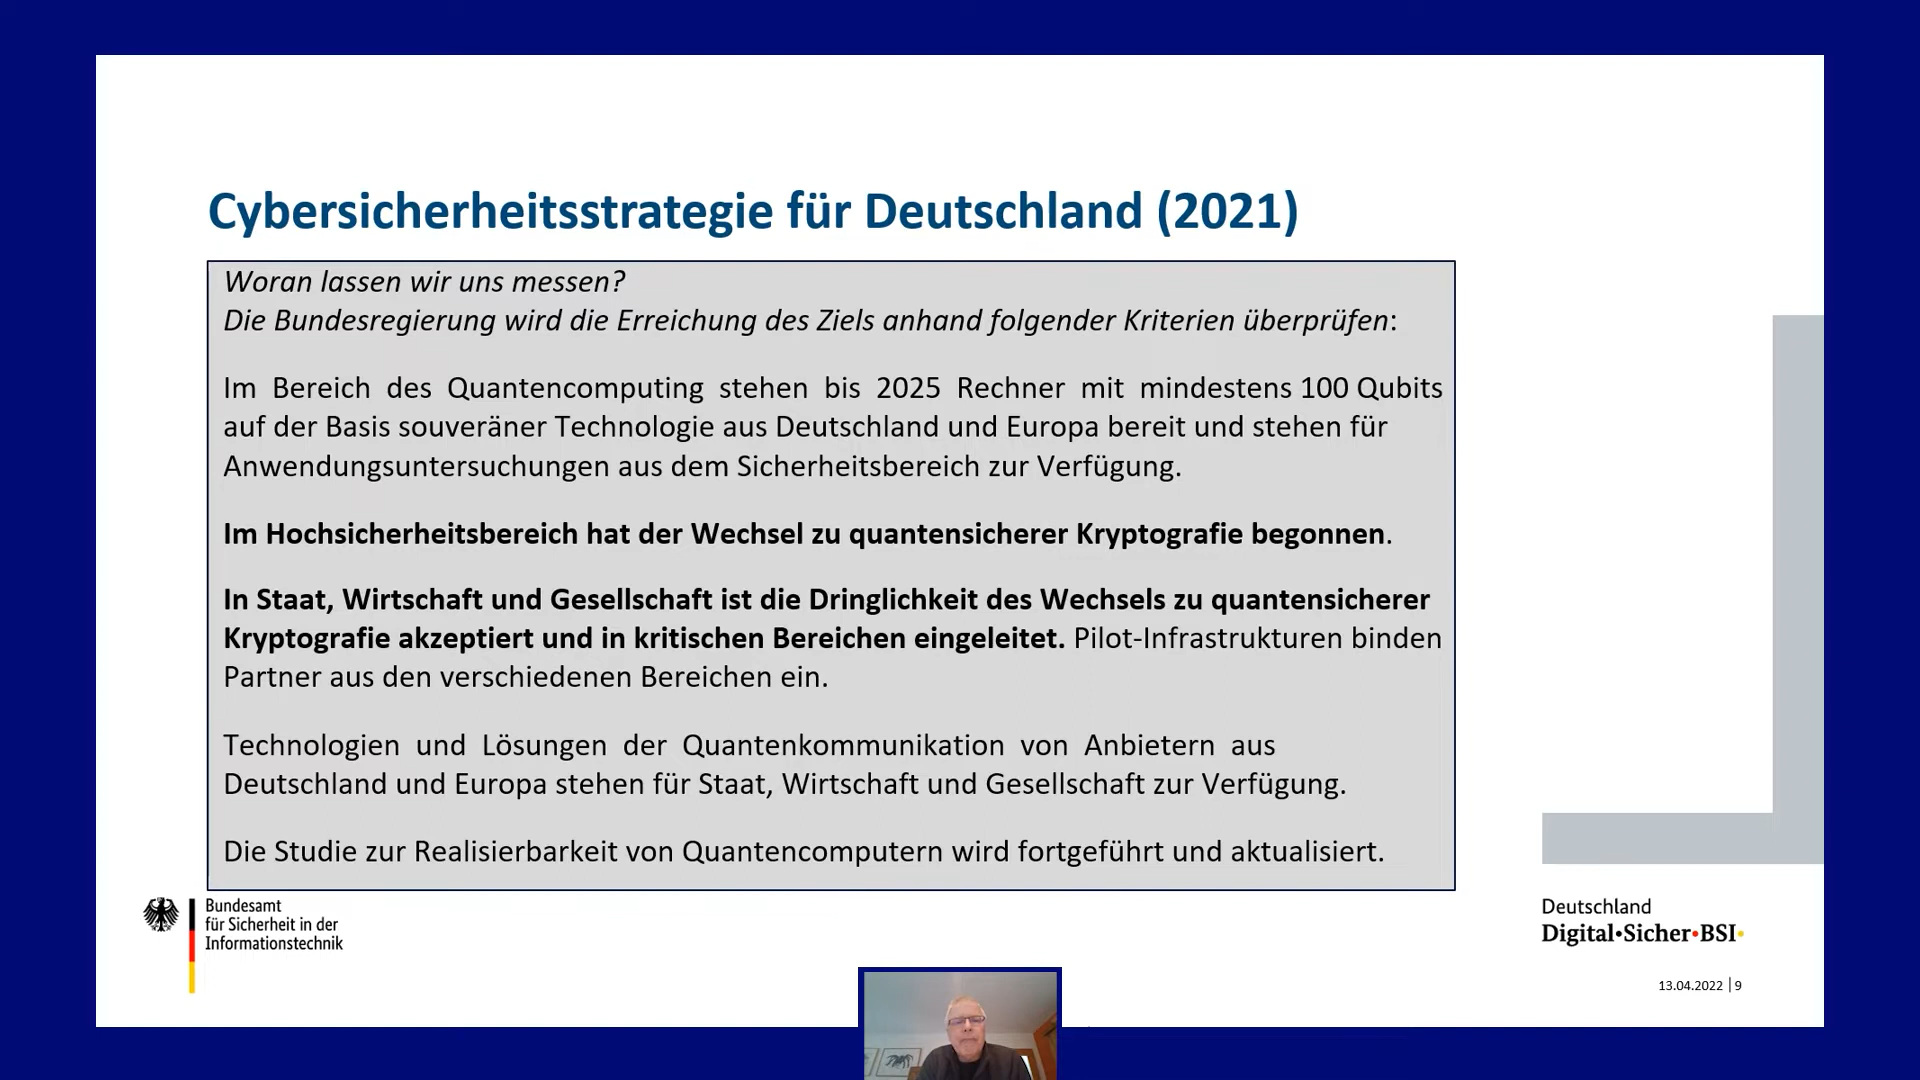 Cybersicherheitsstrategie für Deutschland (2021)
Woran lassen wir uns messen?
Die Bundesregierung wird die Erreichung des Ziels anhand folgender Kriterien überprüfen:
Im Bereich des Quantencomputing stehen bis 2025 Rechner mit mindestens 100 Qubits
auf der Basis souveräner Technologie aus Deutschland und Europa bereit und stehen für
Anwendungsuntersuchungen aus dem Sicherheitsbereich zur Verfügung.
Im Hochsicherheitsbereich hat der Wechsel zu quantensicherer Kryptografie begonnen.
In Staat, Wirtschaft und Gesellschaft ist die Dringlichkeit des Wechsels zu quantensicherer
Kryptografie akzeptiert und in kritischen Bereichen eingeleitet. Pilot-Infrastrukturen binden
Partner aus den verschiedenen Bereichen ein.
Technologien und Lösungen der Quantenkommunikation von Anbietern aus
Deutschland und Europa stehen für Staat, Wirtschaft und Gesellschaft zur Verfügung.
Die Studie zur Realisierbarkeit von Quantencomputern wird fortgeführt und aktualisiert.
Bundesamt
für Sicherheit in der
Informationstechnik
Deutschland
Digital•Sicher•BSI•
13.04.2022 | 9